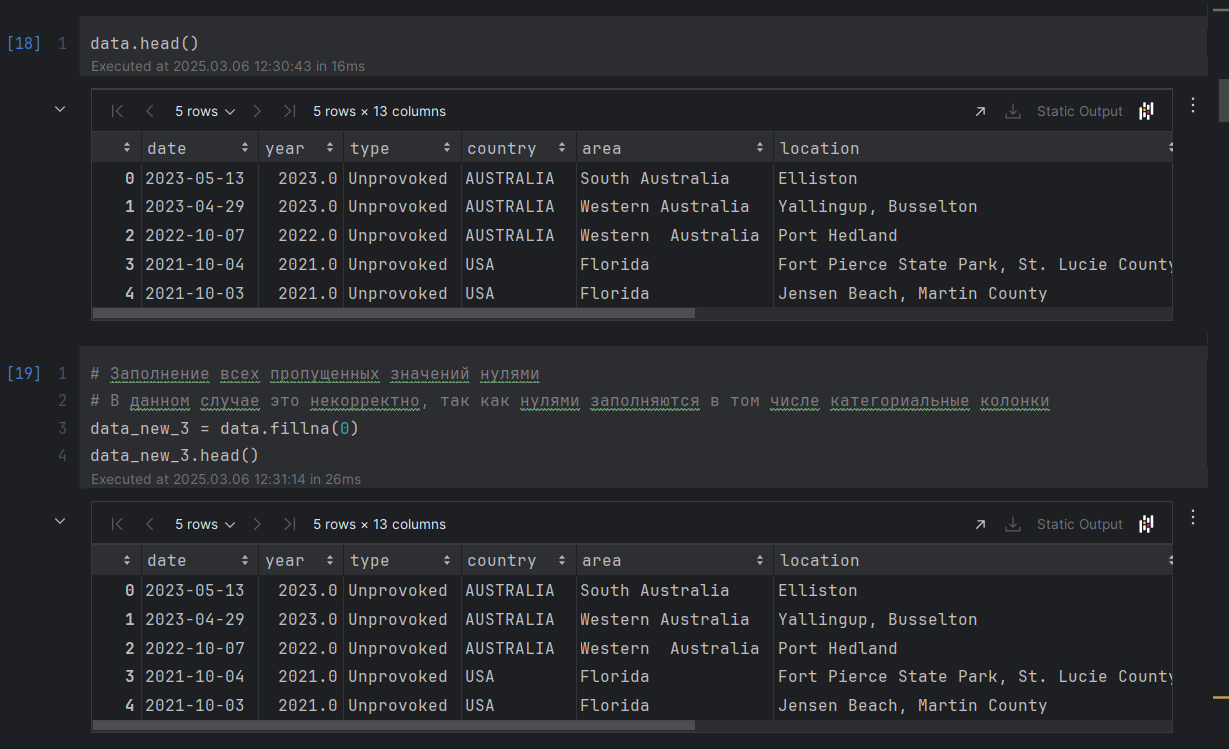 [18] 1 data.head()
Executed at 2025.03.06 12:30:43 in 16ms
5 rows 5 rows × 13 columns Static Output
date year type country area location
0 2023-05-13 2023.0 Unprovoked AUSTRALIA South Australia Elliston
1 2023-04-29 2023.0 Unprovoked AUSTRALIA Western Australia Yallingup, Busselton
2 2022-10-07 2022.0 Unprovoked AUSTRALIA Western  Australia Port Hedland
3 2021-10-04 2021.0 Unprovoked USA Florida Fort Pierce State Park, St. Lucie County
4 2021-10-03 2021.0 Unprovoked USA Florida Jensen Beach, Martin County
[19] 1 # Заполнение всех пропущенных значений нулями
2 # В данном случае это некорректно, так как нулями заполняются в том числе категориальные колонки
3 data_new_3 = data.fillna(0)
4 data_new_3.head()
Executed at 2025.03.06 12:31:14 in 26ms
5 rows 5 rows × 13 columns Static Output
date year type country area location
0 2023-05-13 2023.0 Unprovoked AUSTRALIA South Australia Elliston
1 2023-04-29 2023.0 Unprovoked AUSTRALIA Western Australia Yallingup, Busselton
2 2022-10-07 2022.0 Unprovoked AUSTRALIA Western  Australia Port Hedland
3 2021-10-04 2021.0 Unprovoked USA Florida Fort Pierce State Park, St. Lucie County
4 2021-10-03 2021.0 Unprovoked USA Florida Jensen Beach, Martin County